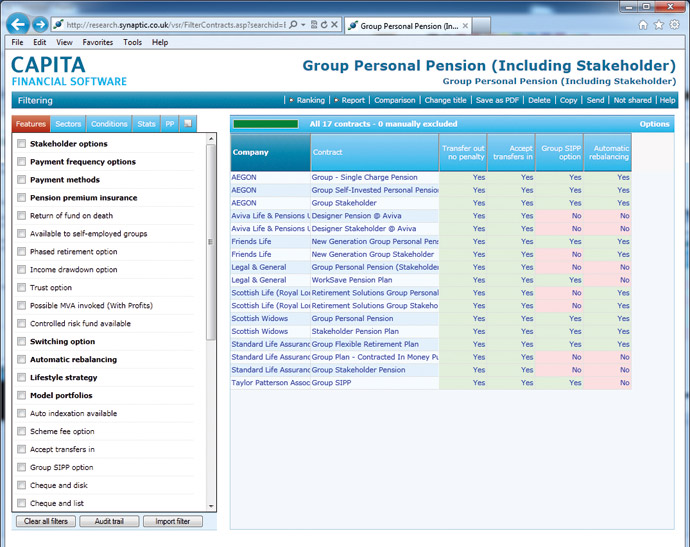 http://research.synaptic.co.uk/vsr/FilterContracts.asp?searchid=
Group Personal Pension (In...
File Edit View Favorites Tools Help
CAPITA
FINANCIAL SOFTWARE
Group Personal Pension (Including Stakeholder)
Group Personal Pension (Including Stakeholder)
Filtering | Ranking | Report | Comparison | Change title | Save as PDF | Delete | Copy | Send | Not shared | Help
Features Sectors Conditions Stats PP
All 17 contracts - 0 manually excluded Options
Company Contract Transfer out no penalty Accept transfers in Group SIPP option Automatic rebalancing
AEGON Group - Single Charge Pension Yes Yes Yes Yes
AEGON Group Self-Invested Personal Pensio Yes Yes Yes Yes
AEGON Group Stakeholder Yes Yes Yes Yes
Aviva Life & Pensions U Designer Pension @ Aviva Yes Yes No No
Aviva Life & Pensions U Designer Stakeholder @ Aviva Yes Yes No No
Friends Life New Generation Group Personal Pens Yes Yes Yes Yes
Friends Life New Generation Group Stakeholder Yes Yes No Yes
Legal & General Group Personal Pension (Stakeholder Yes Yes No No
Legal & General WorkSave Pension Plan Yes Yes Yes No
Scottish Life (Royal Lo Retirement Solutions Group Personal Yes Yes No Yes
Scottish Life (Royal Lo Retirement Solutions Group Stakeho Yes Yes No Yes
Scottish Widows Group Personal Pension Yes Yes Yes Yes
Scottish Widows Stakeholder Pension Plan Yes Yes Yes Yes
Standard Life Assuranc Group Flexible Retirement Plan Yes Yes Yes Yes
Standard Life Assuranc Group Plan - Contracted In Money Pu Yes Yes No No
Standard Life Assuranc Group Stakeholder Pension Yes Yes No No
Taylor Patterson Assoc Group SIPP Yes Yes Yes No
Stakeholder options
Payment frequency options
Payment methods
Pension premium insurance
Return of fund on death
Available to self-employed groups
Phased retirement option
Income drawdown option
Trust option
Possible MVA invoked (With Profits)
Controlled risk fund available
Switching option
Automatic rebalancing
Lifestyle strategy
Model portfolios
Auto indexation available
Scheme fee option
Accept transfers in
Group SIPP option
Cheque and disk
Cheque and list
Clear all filters Audit trail Import filter